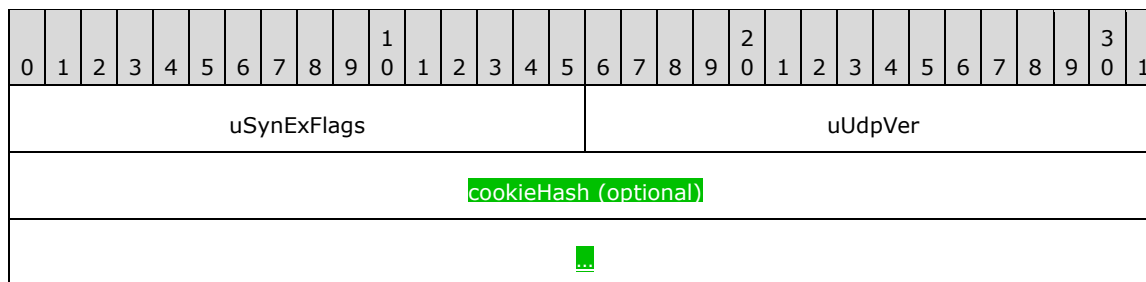 0 1 2 3 4 5 6 7 8 9 1 0 1 2 3 4 5 6 7 8 9 2 0 1 2 3 4 5 6 7 8 9 3 0 1
uSynExFlags uUdpVer
cookieHash (optional)
...